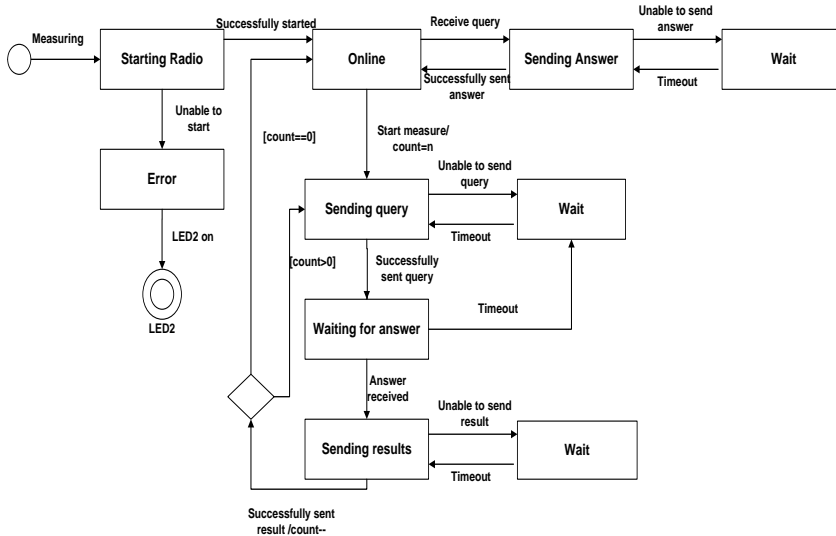 Measuring
Starting Radio
Successfully started
Online
Receive query
Successfully sent
answer
Sending Answer
Unable to send
answer
Timeout
Wait
Unable to
start
Error
LED2 on
LED2
[count==0]
Start measure/
count=n
Sending query
Unable to send
query
Timeout
Wait
[count>0]
Successfully
sent query
Waiting for answer
Timeout
Answer
received
Sending results
Unable to send
result
Timeout
Wait
Successfully sent
result /count--